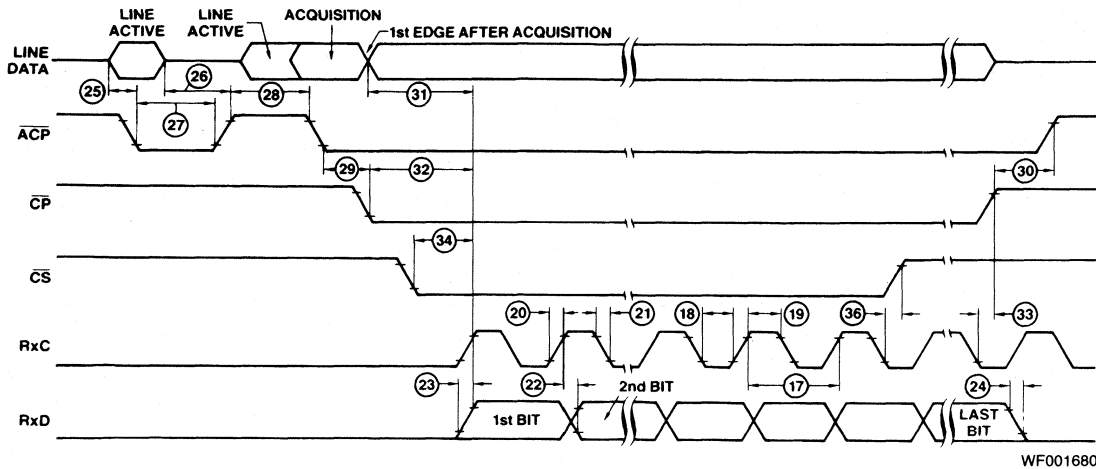 LINE ACTIVE
LINE ACTIVE
ACQUISITION
1st EDGE AFTER ACQUISITION
LINE DATA
25
26
27
28
31
ACP
29
32
30
CP
34
CS
20
21
18
19
36
33
RxC
23
22
2nd BIT
17
24
RxD
1st BIT
LAST BIT
WF001680